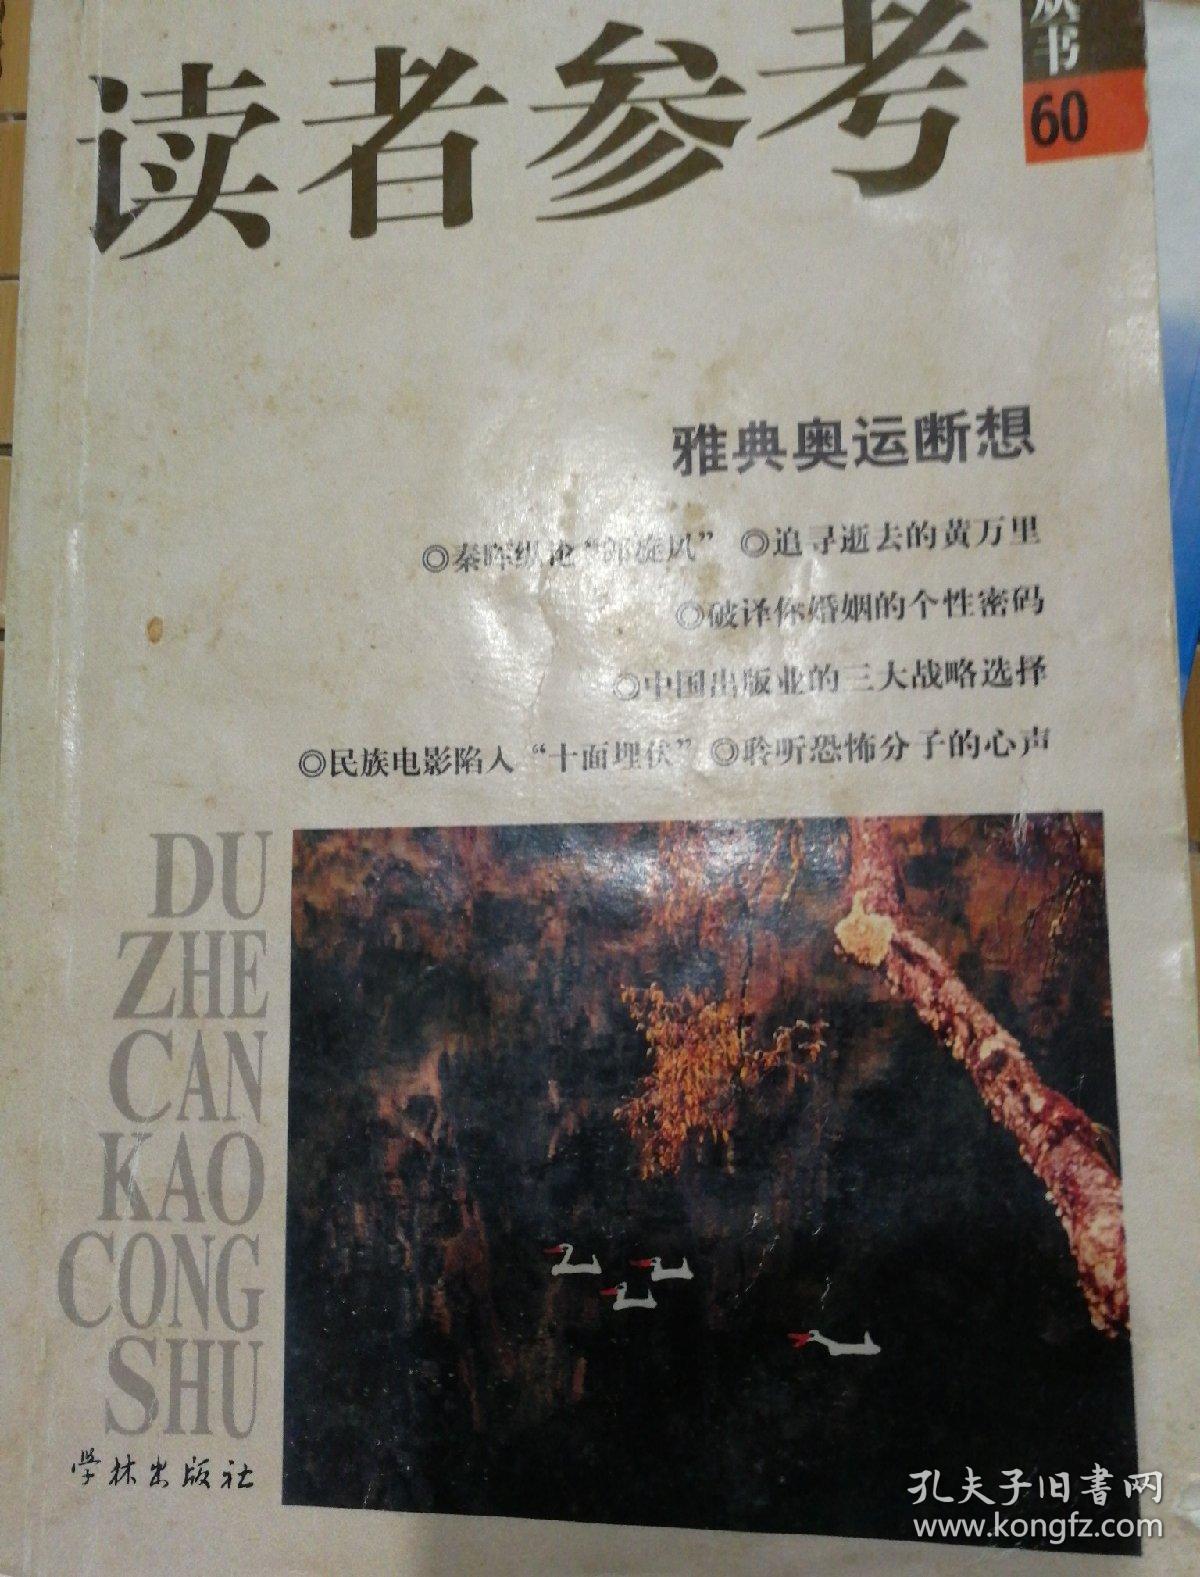 读者参考
丛书
60
雅典奥运断想
◎秦晖纵论“郎旋风” ◎追寻逝去的黄万里
◎破译你婚姻的个性密码
◎中国出版业的三大战略选择
◎民族电影陷入“十面埋伏” ◎聆听恐怖分子的心声
DU
ZHE
CAN
KAO
CONG
SHU
学林出版社
孔夫子旧書网
www.kongfz.com